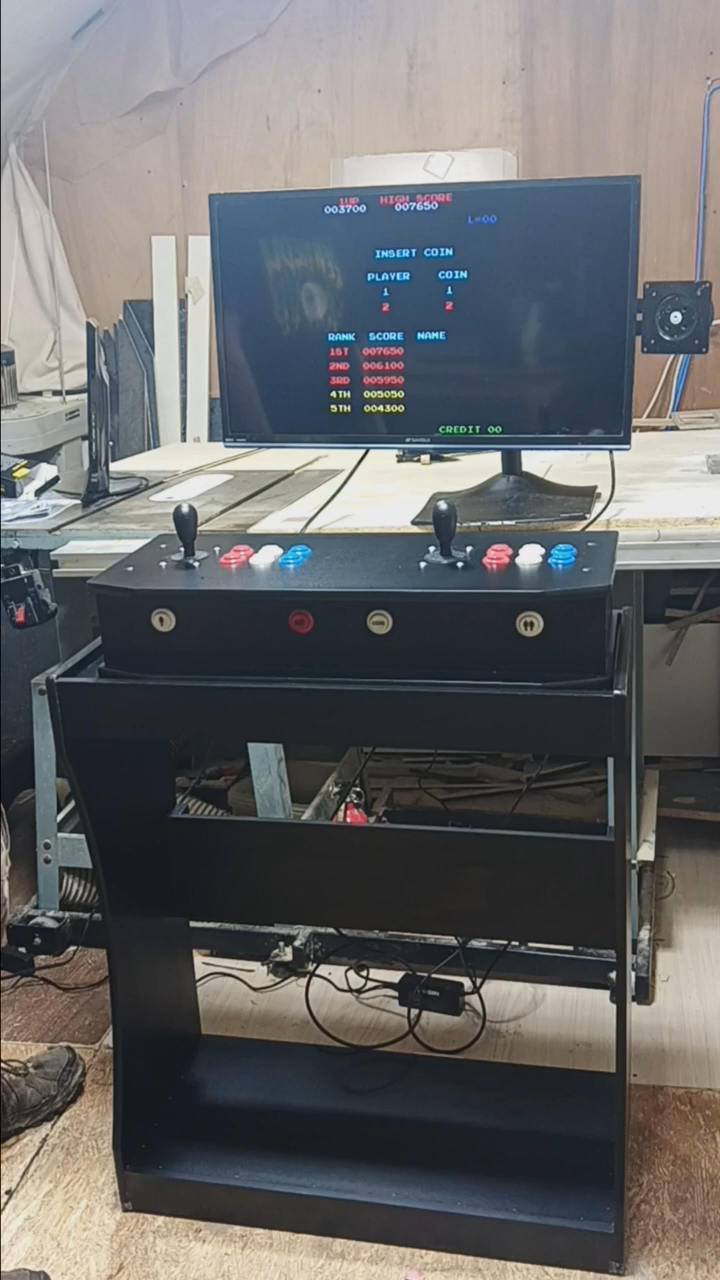 1UP HIGH SCORE
003700 007650
L=00
INSERT COIN
PLAYER COIN
1 1
2 2
RANK SCORE NAME
1ST 007650
2ND 006100
3RD 005950
4TH 005050
5TH 004300
CREDIT 00